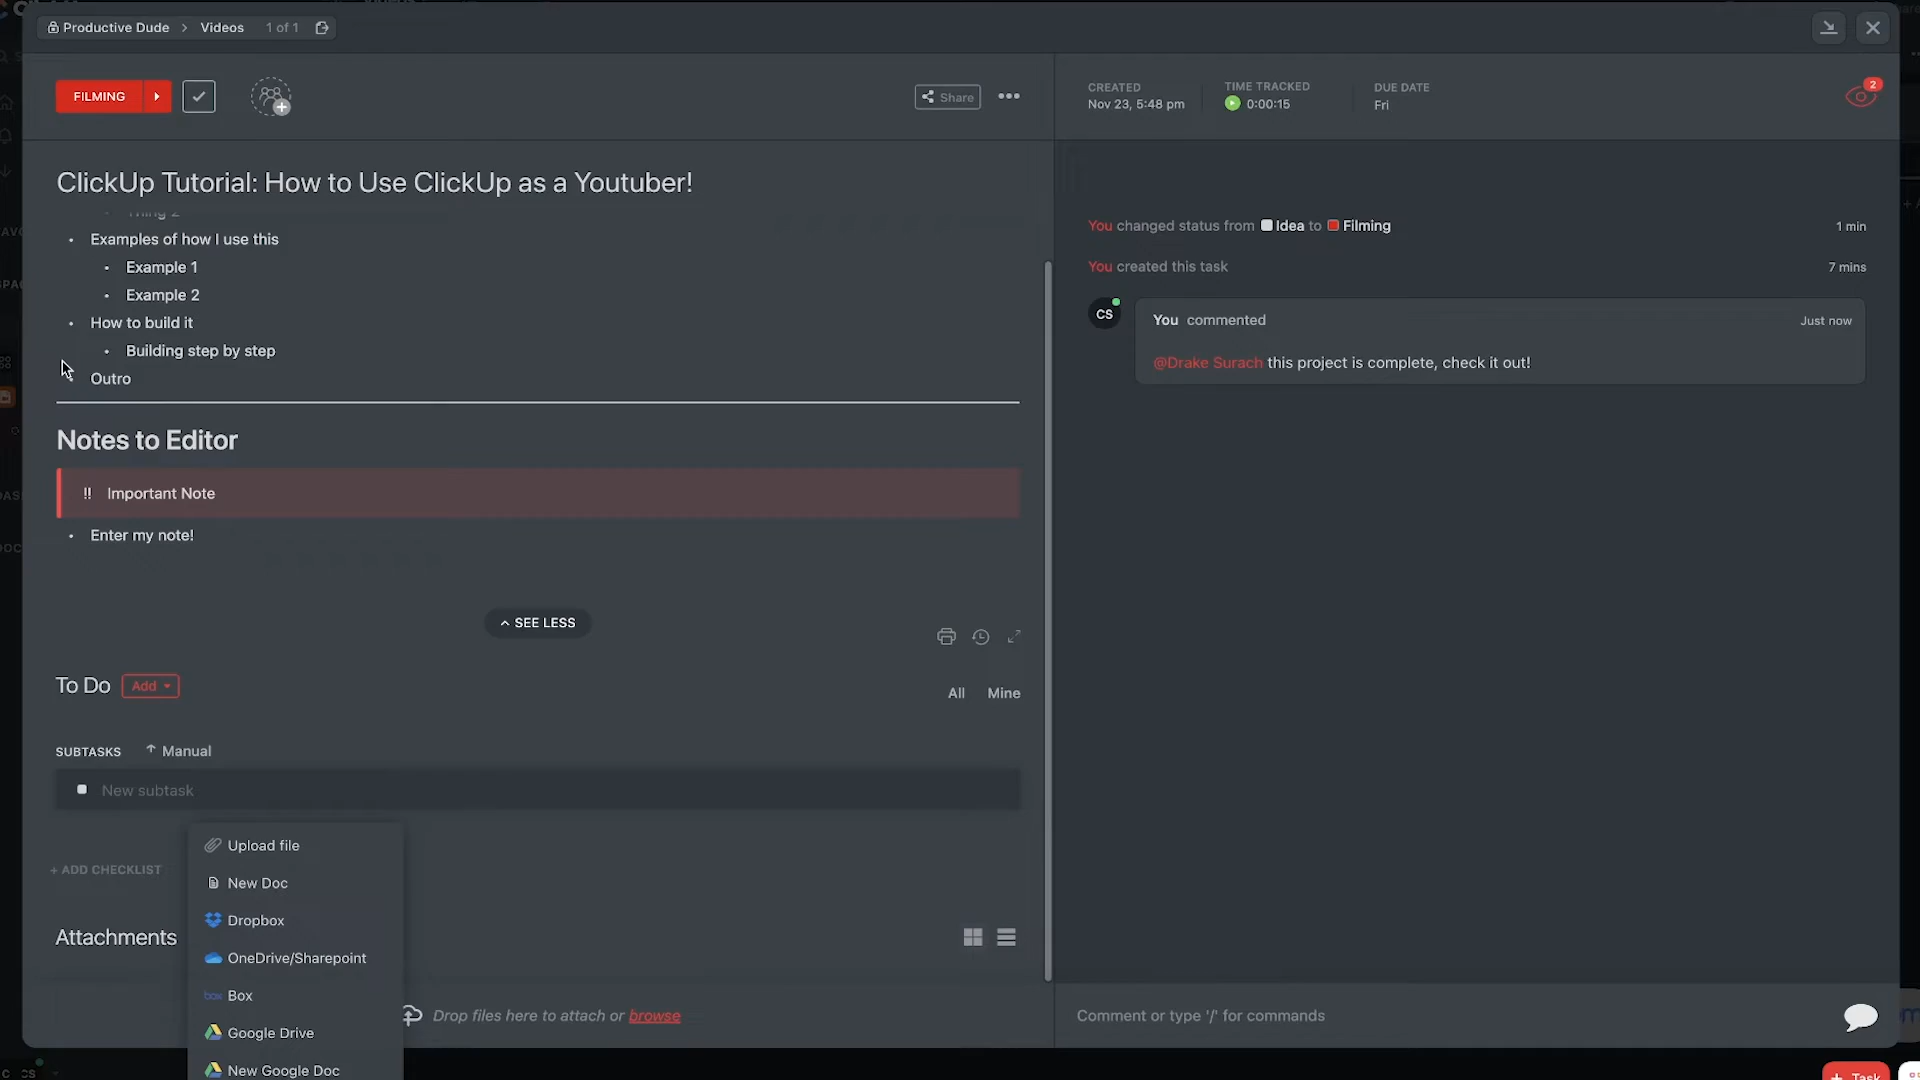 Productive Dude > Videos 1 of 1
FILMING
Share
CREATED
Nov 23, 5:48 pm
TIME TRACKED
0:00:15
DUE DATE
Fri
2
ClickUp Tutorial: How to Use ClickUp as a Youtuber!
Thing 2
• Examples of how I use this
• Example 1
• Example 2
• How to build it
• Building step by step
Outro
Notes to Editor
!! Important Note
• Enter my note!
SEE LESS
To Do Add
All Mine
SUBTASKS Manual
New subtask
+ ADD CHECKLIST
Upload file
New Doc
Dropbox
OneDrive/Sharepoint
box Box
Google Drive
New Google Doc
Attachments
Drop files here to attach or browse
You changed status from Idea to Filming 1 min
You created this task 7 mins
CS
You commented Just now
@Drake Surach this project is complete, check it out!
Comment or type '/' for commands
+ Task